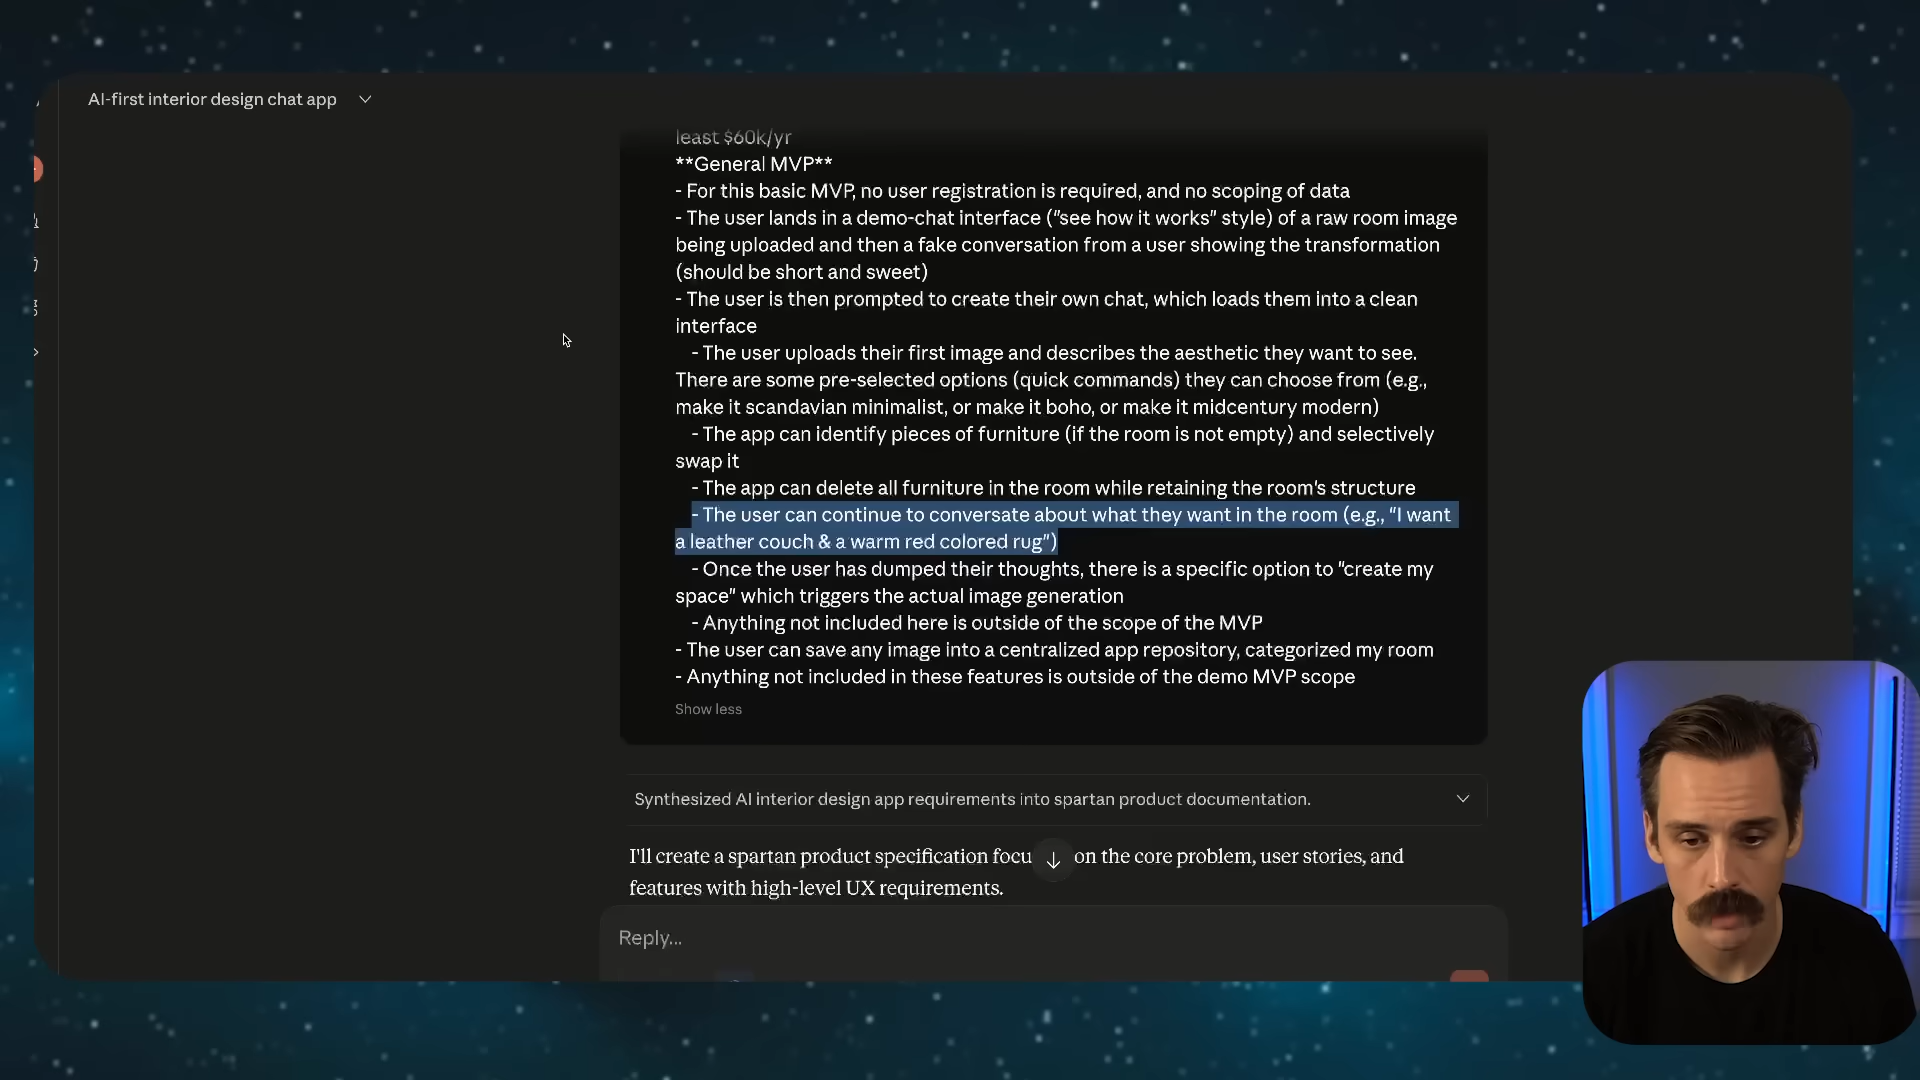 AI-first interior design chat app
least $60k/yr
**General MVP**
- For this basic MVP, no user registration is required, and no scoping of data
- The user lands in a demo-chat interface ("see how it works" style) of a raw room image
being uploaded and then a fake conversation from a user showing the transformation
(should be short and sweet)
- The user is then prompted to create their own chat, which loads them into a clean
interface
- The user uploads their first image and describes the aesthetic they want to see.
There are some pre-selected options (quick commands) they can choose from (e.g.,
make it scandavian minimalist, or make it boho, or make it midcentury modern)
- The app can identify pieces of furniture (if the room is not empty) and selectively
swap it
- The app can delete all furniture in the room while retaining the room's structure
- The user can continue to conversate about what they want in the room (e.g., "I want
a leather couch & a warm red colored rug")
- Once the user has dumped their thoughts, there is a specific option to "create my
space" which triggers the actual image generation
- Anything not included here is outside of the scope of the MVP
- The user can save any image into a centralized app repository, categorized my room
- Anything not included in these features is outside of the demo MVP scope
Show less
Synthesized AI interior design app requirements into spartan product documentation.
I'll create a spartan product specification focu on the core problem, user stories, and
features with high-level UX requirements.
Reply...